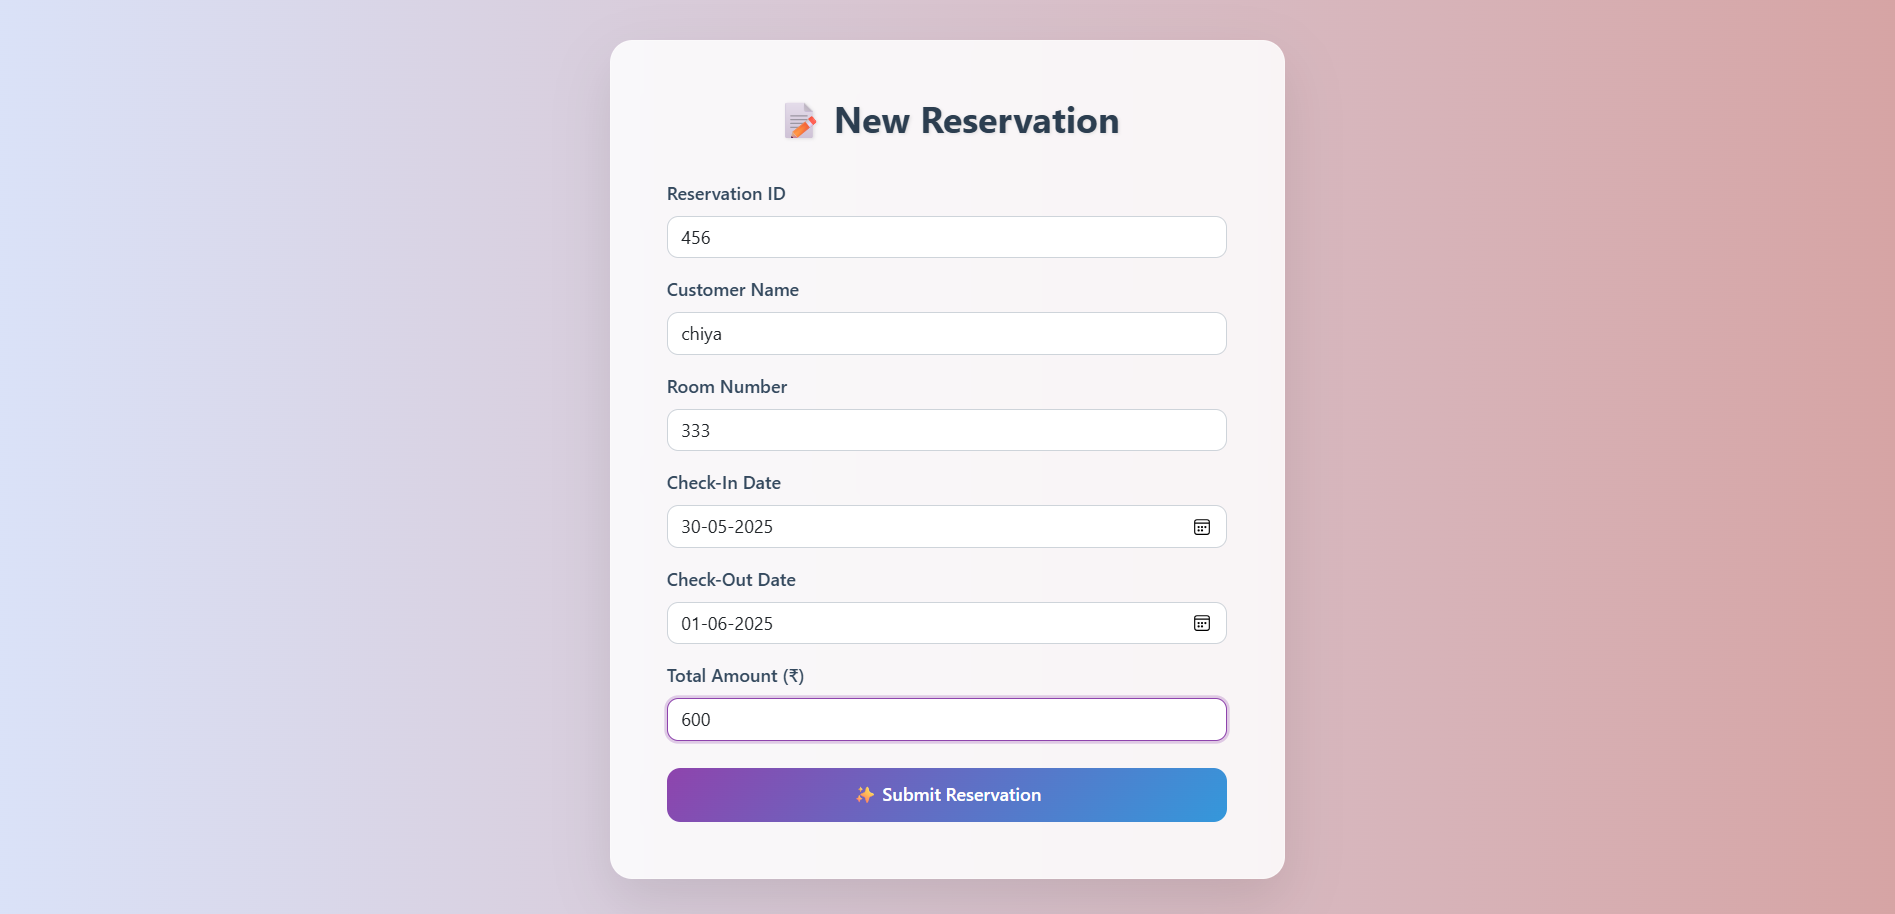 New Reservation
Reservation ID
456
Customer Name
chiya
Room Number
333
Check-In Date
30-05-2025
Check-Out Date
01-06-2025
Total Amount (₹)
600
✨ Submit Reservation